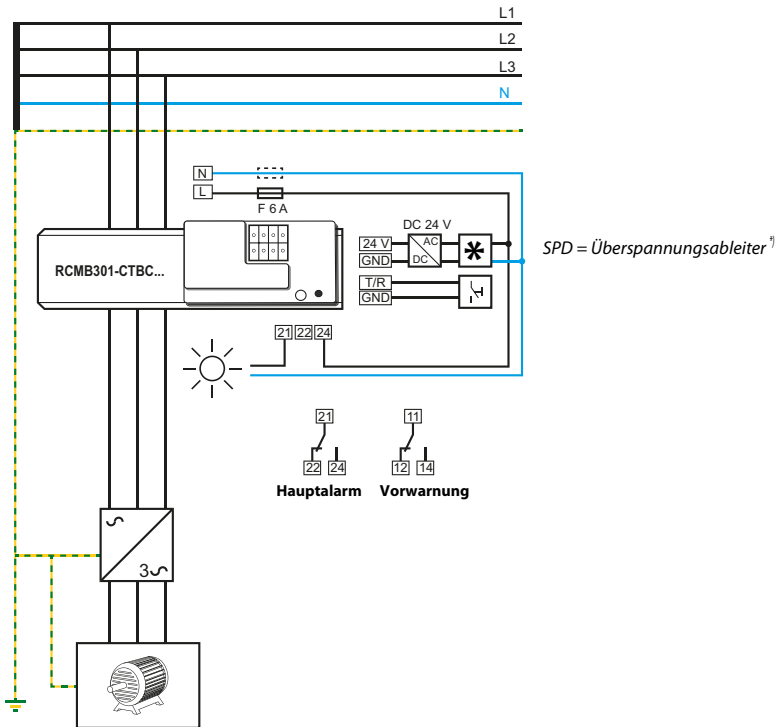 L1
L2
L3
N
N
L
F 6 A
DC 24 V
24 V
AC
GND
DC
SPD = Überspannungsableiter *)
RCMB301-CTBC...
T/R
GND
21 22 24
21
11
22 24
12 14
Hauptalarm
Vorwarnung
3